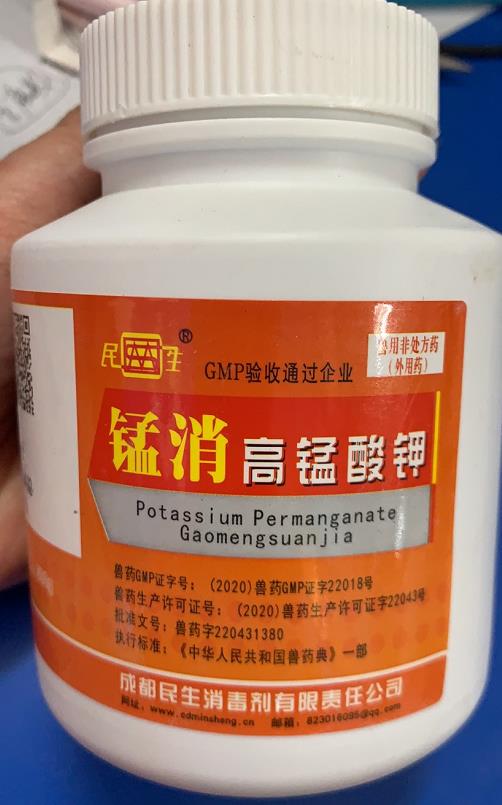 民生®
兽用非处方药
（外用药）
GMP验收通过企业
锰消 高锰酸钾
Potassium Permanganate
Gaomengsuanjia
兽药GMP证字号：（2020）兽药GMP证字22018号
兽药生产许可证号：（2020）兽药生产许可证字22043号
批准文号：兽药字220431380
执行标准：《中华人民共和国兽药典》一部
成都民生消毒剂有限责任公司
网址：www.cdminsheng.cn 邮箱：823016095@qq.com